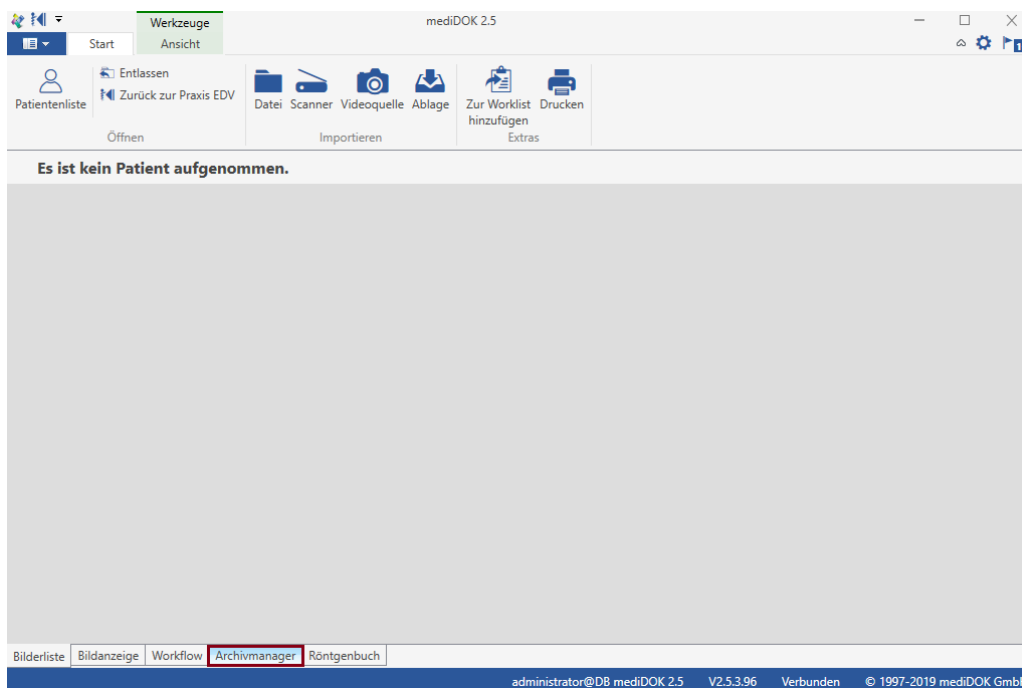 mediDOK 2.5
Werkzeuge
Start
Ansicht
1
Patientenliste
Entlassen
Zurück zur Praxis EDV
Öffnen
Datei
Scanner
Videoquelle
Ablage
Importieren
Zur Worklist
hinzufügen
Drucken
Extras
Es ist kein Patient aufgenommen.
Bilderliste
Bildanzeige
Workflow
Archivmanager
Röntgenbuch
administrator@DB mediDOK 2.5 V2.5.3.96 Verbunden © 1997-2019 mediDOK Gmb